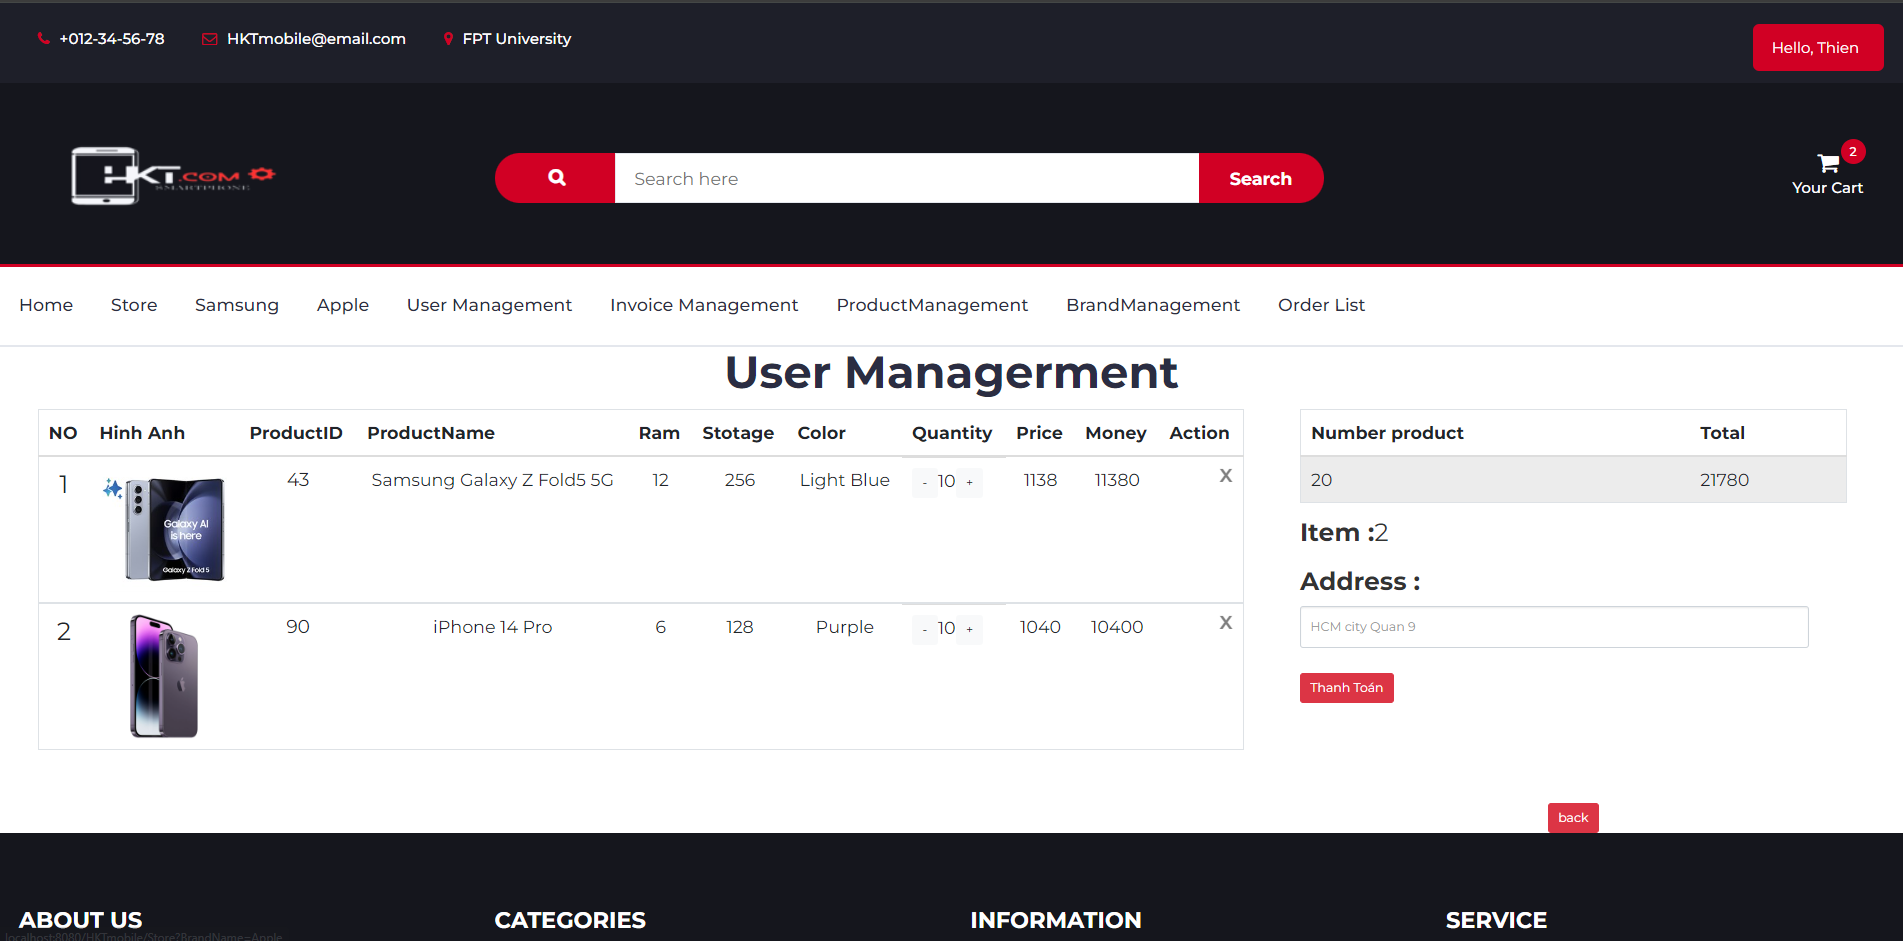 +012-34-56-78 HKTmobile@email.com FPT University
Hello, Thien
HKT.COM
SMARTPHONE
Search here Search
2
Your Cart
Home Store Samsung Apple User Management Invoice Management ProductManagement BrandManagement Order List
User Managerment
NO Hinh Anh ProductID ProductName Ram Stotage Color Quantity Price Money Action
1 43 Samsung Galaxy Z Fold5 5G 12 256 Light Blue - 10 + 1138 11380 X
Galaxy AI
is here
Galaxy Z Fold5
2 90 iPhone 14 Pro 6 128 Purple - 10 + 1040 10400 X
Number product Total
20 21780
Item :2
Address :
HCM city Quan 9
Thanh Toán
back
ABOUT US CATEGORIES INFORMATION SERVICE
localhost:8080/HKTmobile/Store?BrandName=Apple